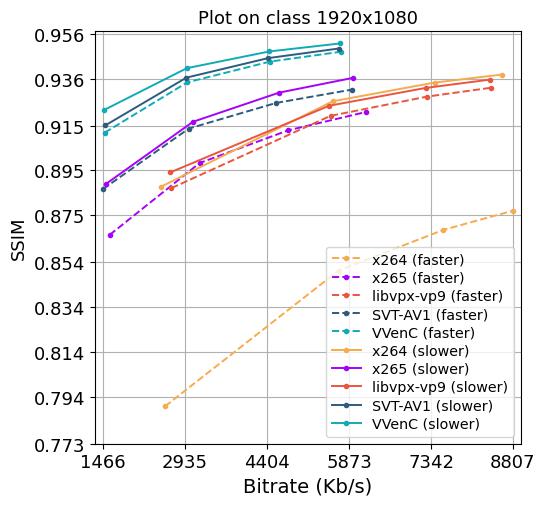 Plot on class 1920x1080
0.956
0.936
0.915
0.895
0.875
0.854
0.834
0.814
0.794
0.773
SSIM
x264 (faster)
x265 (faster)
libvpx-vp9 (faster)
SVT-AV1 (faster)
VVenC (faster)
x264 (slower)
x265 (slower)
libvpx-vp9 (slower)
SVT-AV1 (slower)
VVenC (slower)
1466 2935 4404 5873 7342 8807
Bitrate (Kb/s)